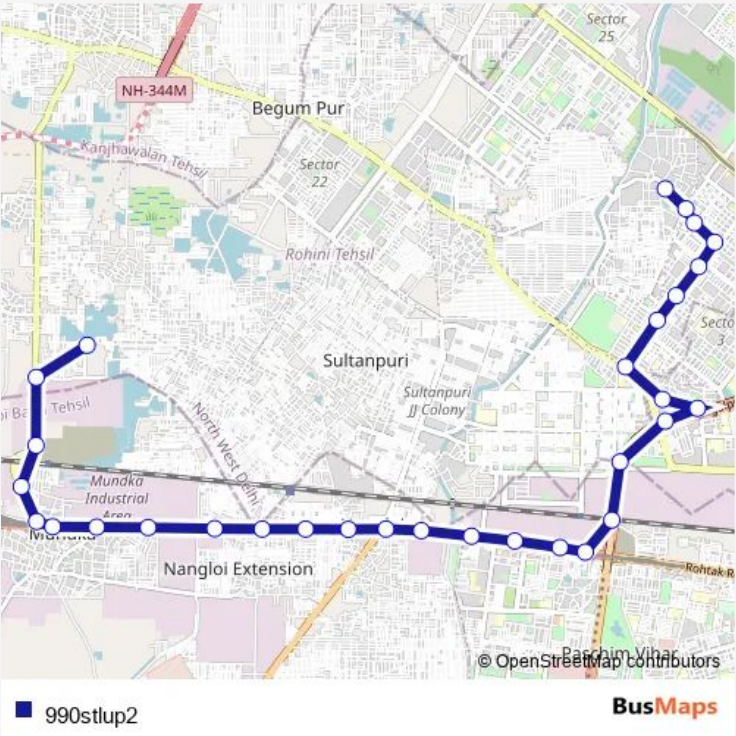 Sector
25
NH-344M
Begum Pur
Kanjhawalan Tehsil
Sector
22
Rohini Tehsil
Secto
3
Sultanpuri
Sultanpuri
JJ Colony
North West Delhi
Tehsil
Mundka
Industrial
Area
Mundka
Nangloi Extension
Rohtak R
Paschim Vihar
© OpenStreetMap contributors
990stlup2
BusMaps